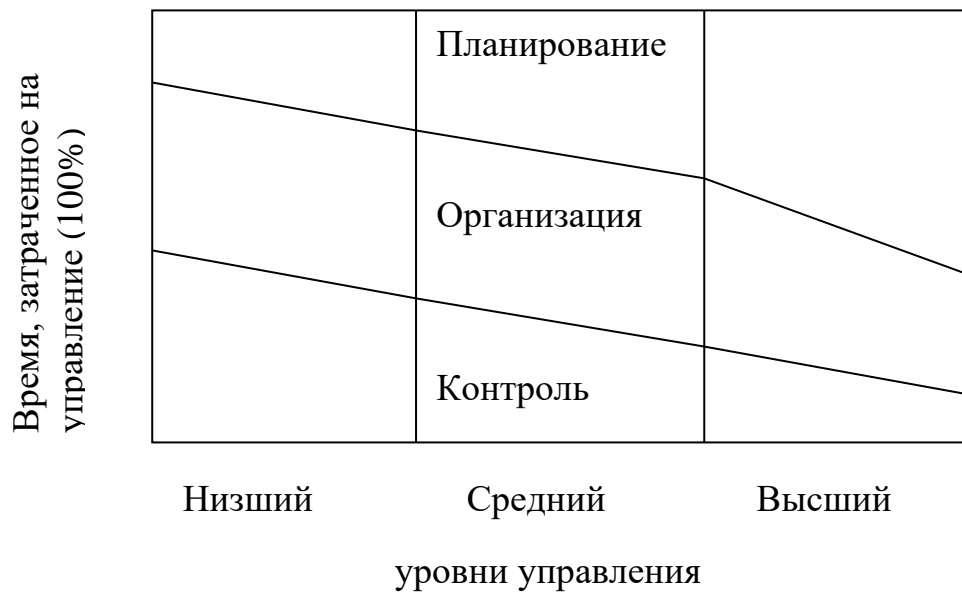 Время, затраченное на
управление (100%)
Планирование
Организация
Контроль
Низший
Средний
Высший
уровни управления